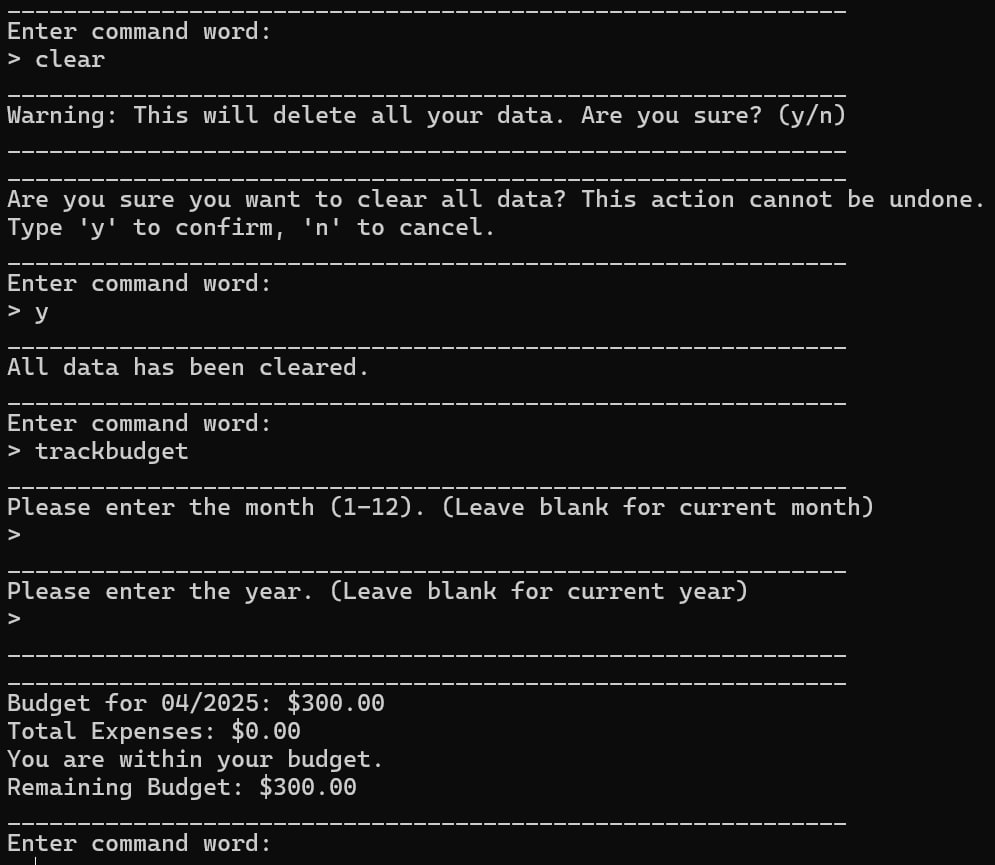 ____________________________________________________________
Enter command word:
> clear
____________________________________________________________
Warning: This will delete all your data. Are you sure? (y/n)
____________________________________________________________
____________________________________________________________
Are you sure you want to clear all data? This action cannot be undone.
Type 'y' to confirm, 'n' to cancel.
____________________________________________________________
Enter command word:
> y
____________________________________________________________
All data has been cleared.
____________________________________________________________
Enter command word:
> trackbudget
____________________________________________________________
Please enter the month (1-12). (Leave blank for current month)
>
____________________________________________________________
Please enter the year. (Leave blank for current year)
>
____________________________________________________________
____________________________________________________________
Budget for 04/2025: $300.00
Total Expenses: $0.00
You are within your budget.
Remaining Budget: $300.00
____________________________________________________________
Enter command word: